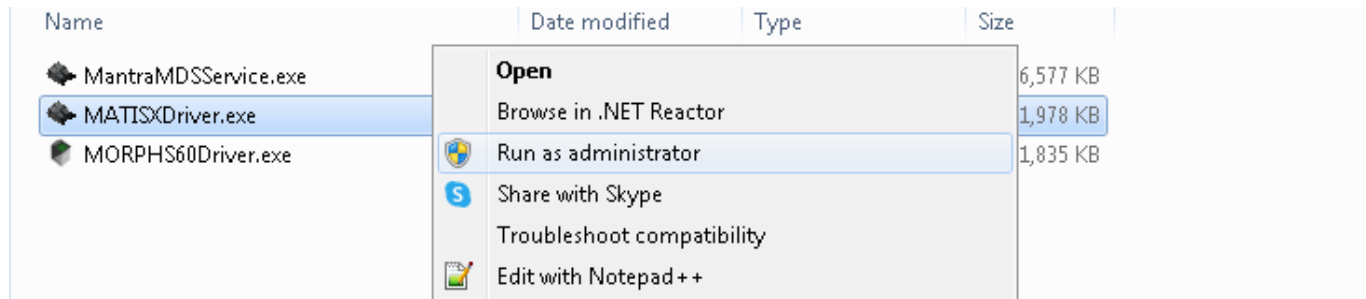 Name Date modified Type Size
MantraMDSService.exe 6,577 KB
MATISXDriver.exe 1,978 KB
MORPHS60Driver.exe 1,835 KB
Open
Browse in .NET Reactor
Run as administrator
Share with Skype
Troubleshoot compatibility
Edit with Notepad++